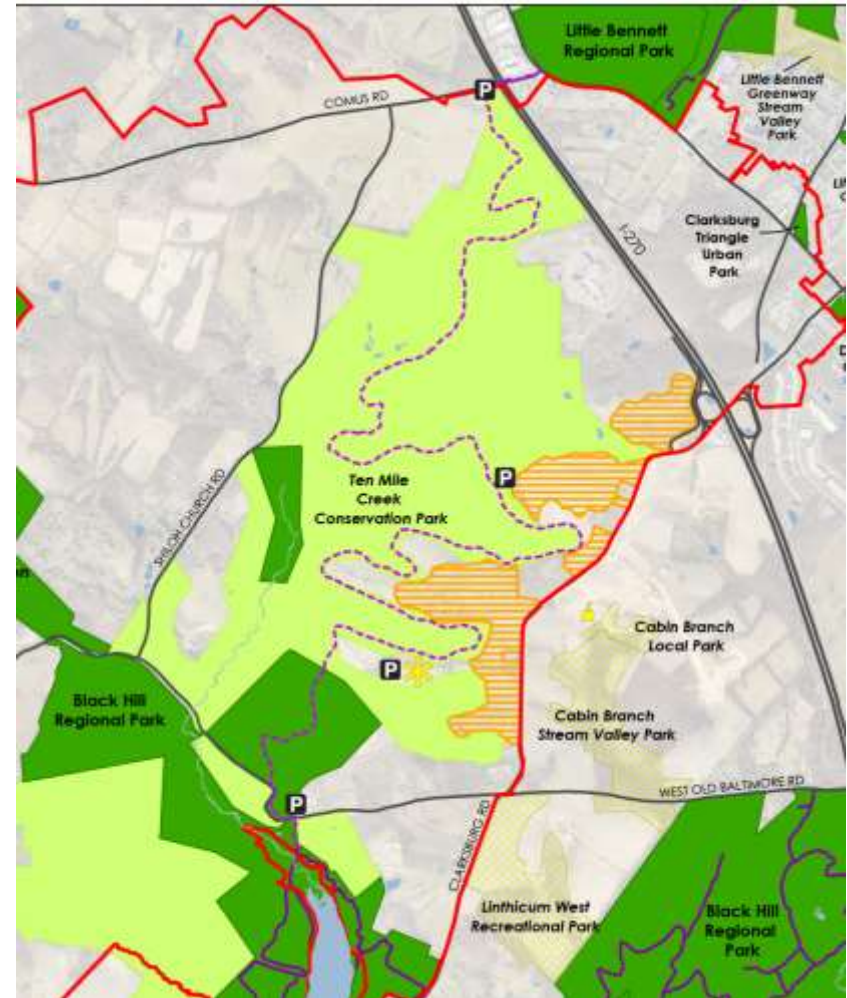 Little Bennett
Regional Park
P
COMUS RD
Little Bennett
Greenway
Stream
Valley
Park
Clarksburg
Triangle
Urban
Park
I-270
P
Ten Mile
Creek
Conservation Park
SHILOH CHURCH RD
Cabin Branch
Local Park
P
Black Hill
Regional Park
Cabin Branch
Stream Valley Park
P
WEST OLD BALTIMORE RD
CLARKSBURG RD
Linthicum West
Recreational Park
Black Hill
Regional
Park